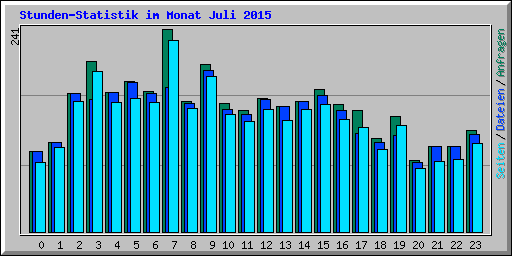 Stunden-Statistik im Monat Juli 2015
241
Seiten/Dateien/Anfragen
0 1 2 3 4 5 6 7 8 9 10 11 12 13 14 15 16 17 18 19 20 21 22 23